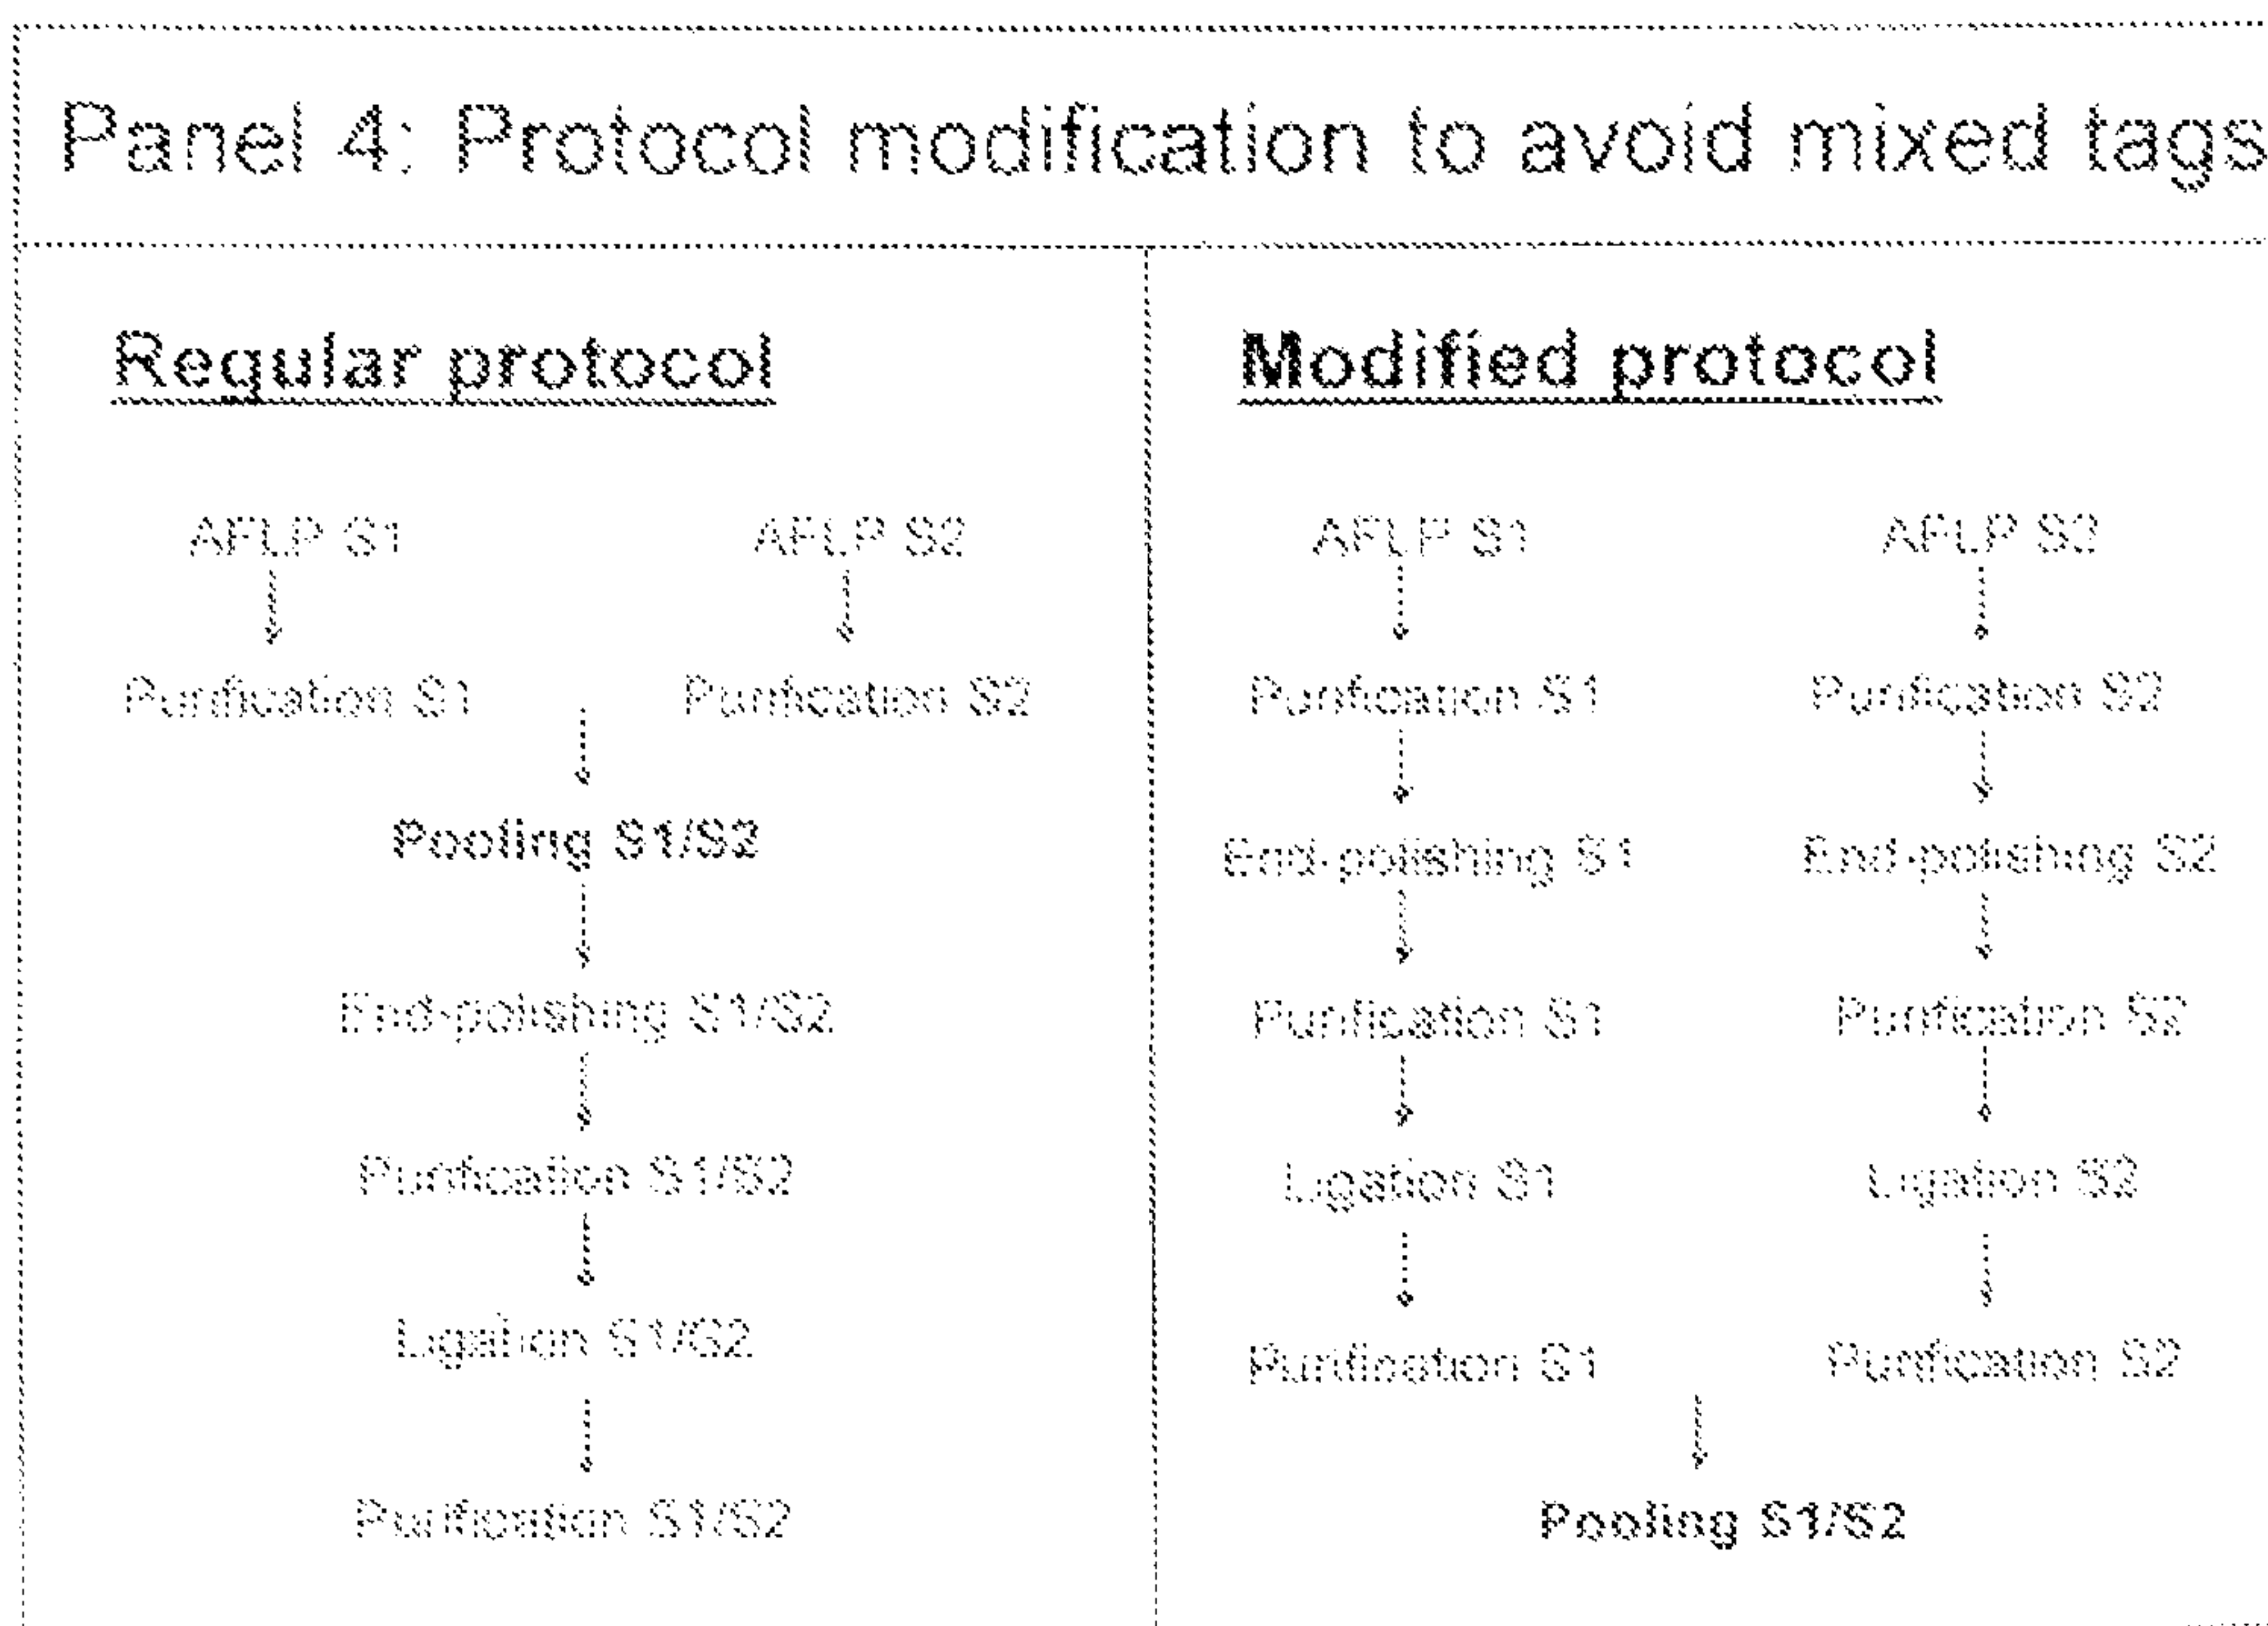 Panel 4: Protocol modification to avoid mixed tags
Regular protocol
AFLP S1 AFLP S2
Purification S1 Purification S2
Pooling S1/S2
End-polishing S1/S2
Purification S1/S2
Ligation S1/S2
Purification S1/S2
Modified protocol
AFLP S1 AFLP S2
Purification S1 Purification S2
End-polishing S1 End-polishing S2
Purification S1 Purification S2
Ligation S1 Ligation S2
Purification S1 Purification S2
Pooling S1/S2